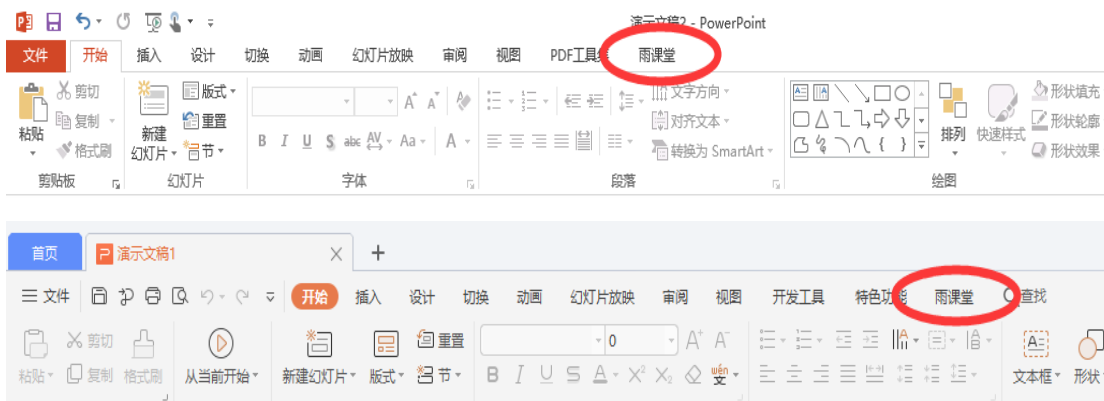 演示文稿2 - PowerPoint
文件 开始 插入 设计 切换 动画 幻灯片放映 审阅 视图 PDF工具集 雨课堂
剪切 版式 文字方向 形状填充
复制 重置 对齐文本 形状轮廓
粘贴 格式刷 新建幻灯片 节 B I U S abc AV Aa A 转换为 SmartArt 排列 快速样式 形状效果
剪贴板 幻灯片 字体 段落 绘图
首页 演示文稿1
文件 开始 插入 设计 切换 动画 幻灯片放映 审阅 视图 开发工具 特色功能 雨课堂 查找
剪切 重置 0 A+ A-
粘贴 复制 格式刷 从当前开始 新建幻灯片 版式 节 B I U S A X² X₂ wén 文 文本框 形状